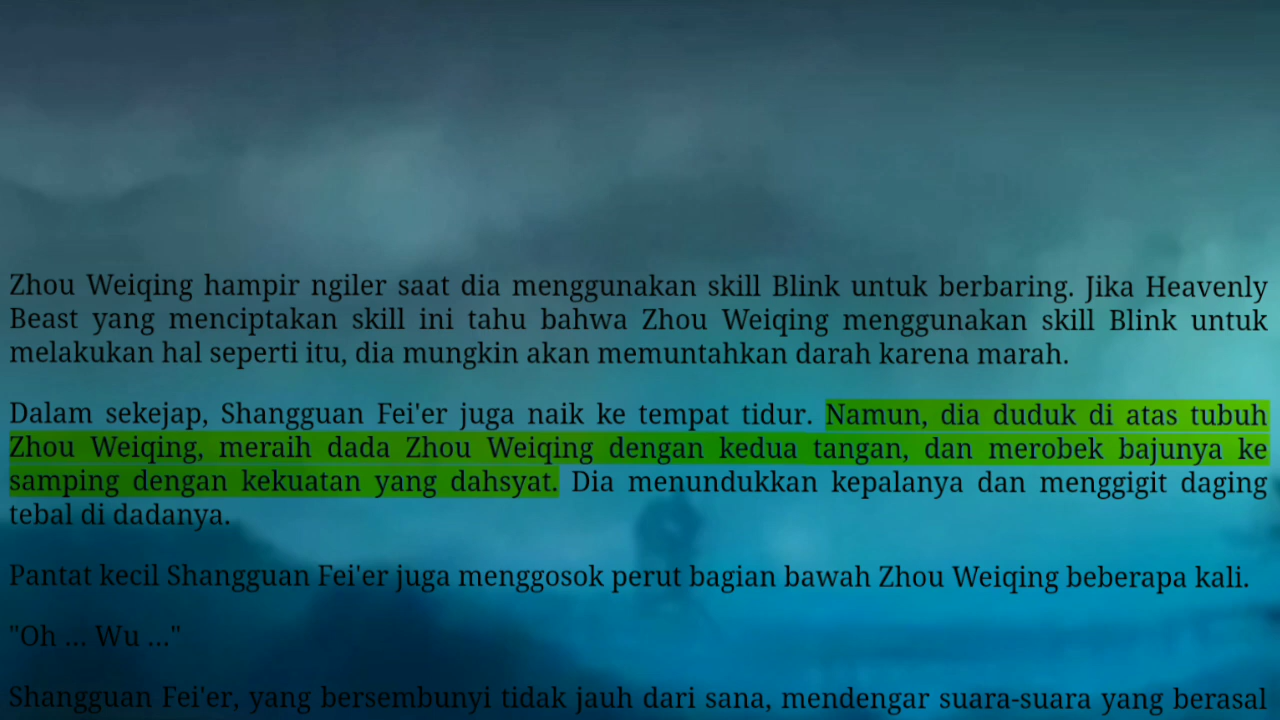 Zhou Weiqing hampir ngiler saat dia menggunakan skill Blink untuk berbaring. Jika Heavenly
Beast yang menciptakan skill ini tahu bahwa Zhou Weiqing menggunakan skill Blink untuk
melakukan hal seperti itu, dia mungkin akan memuntahkan darah karena marah.
Dalam sekejap, Shangguan Fei'er juga naik ke tempat tidur. Namun, dia duduk di atas tubuh
Zhou Weiqing, meraih dada Zhou Weiqing dengan kedua tangan, dan merobek bajunya ke
samping dengan kekuatan yang dahsyat. Dia menundukkan kepalanya dan menggigit daging
tebal di dadanya.
Pantat kecil Shangguan Fei'er juga menggosok perut bagian bawah Zhou Weiqing beberapa kali.
"Oh ... Wu ..."
Shangguan Fei'er, yang bersembunyi tidak jauh dari sana, mendengar suara-suara yang berasal